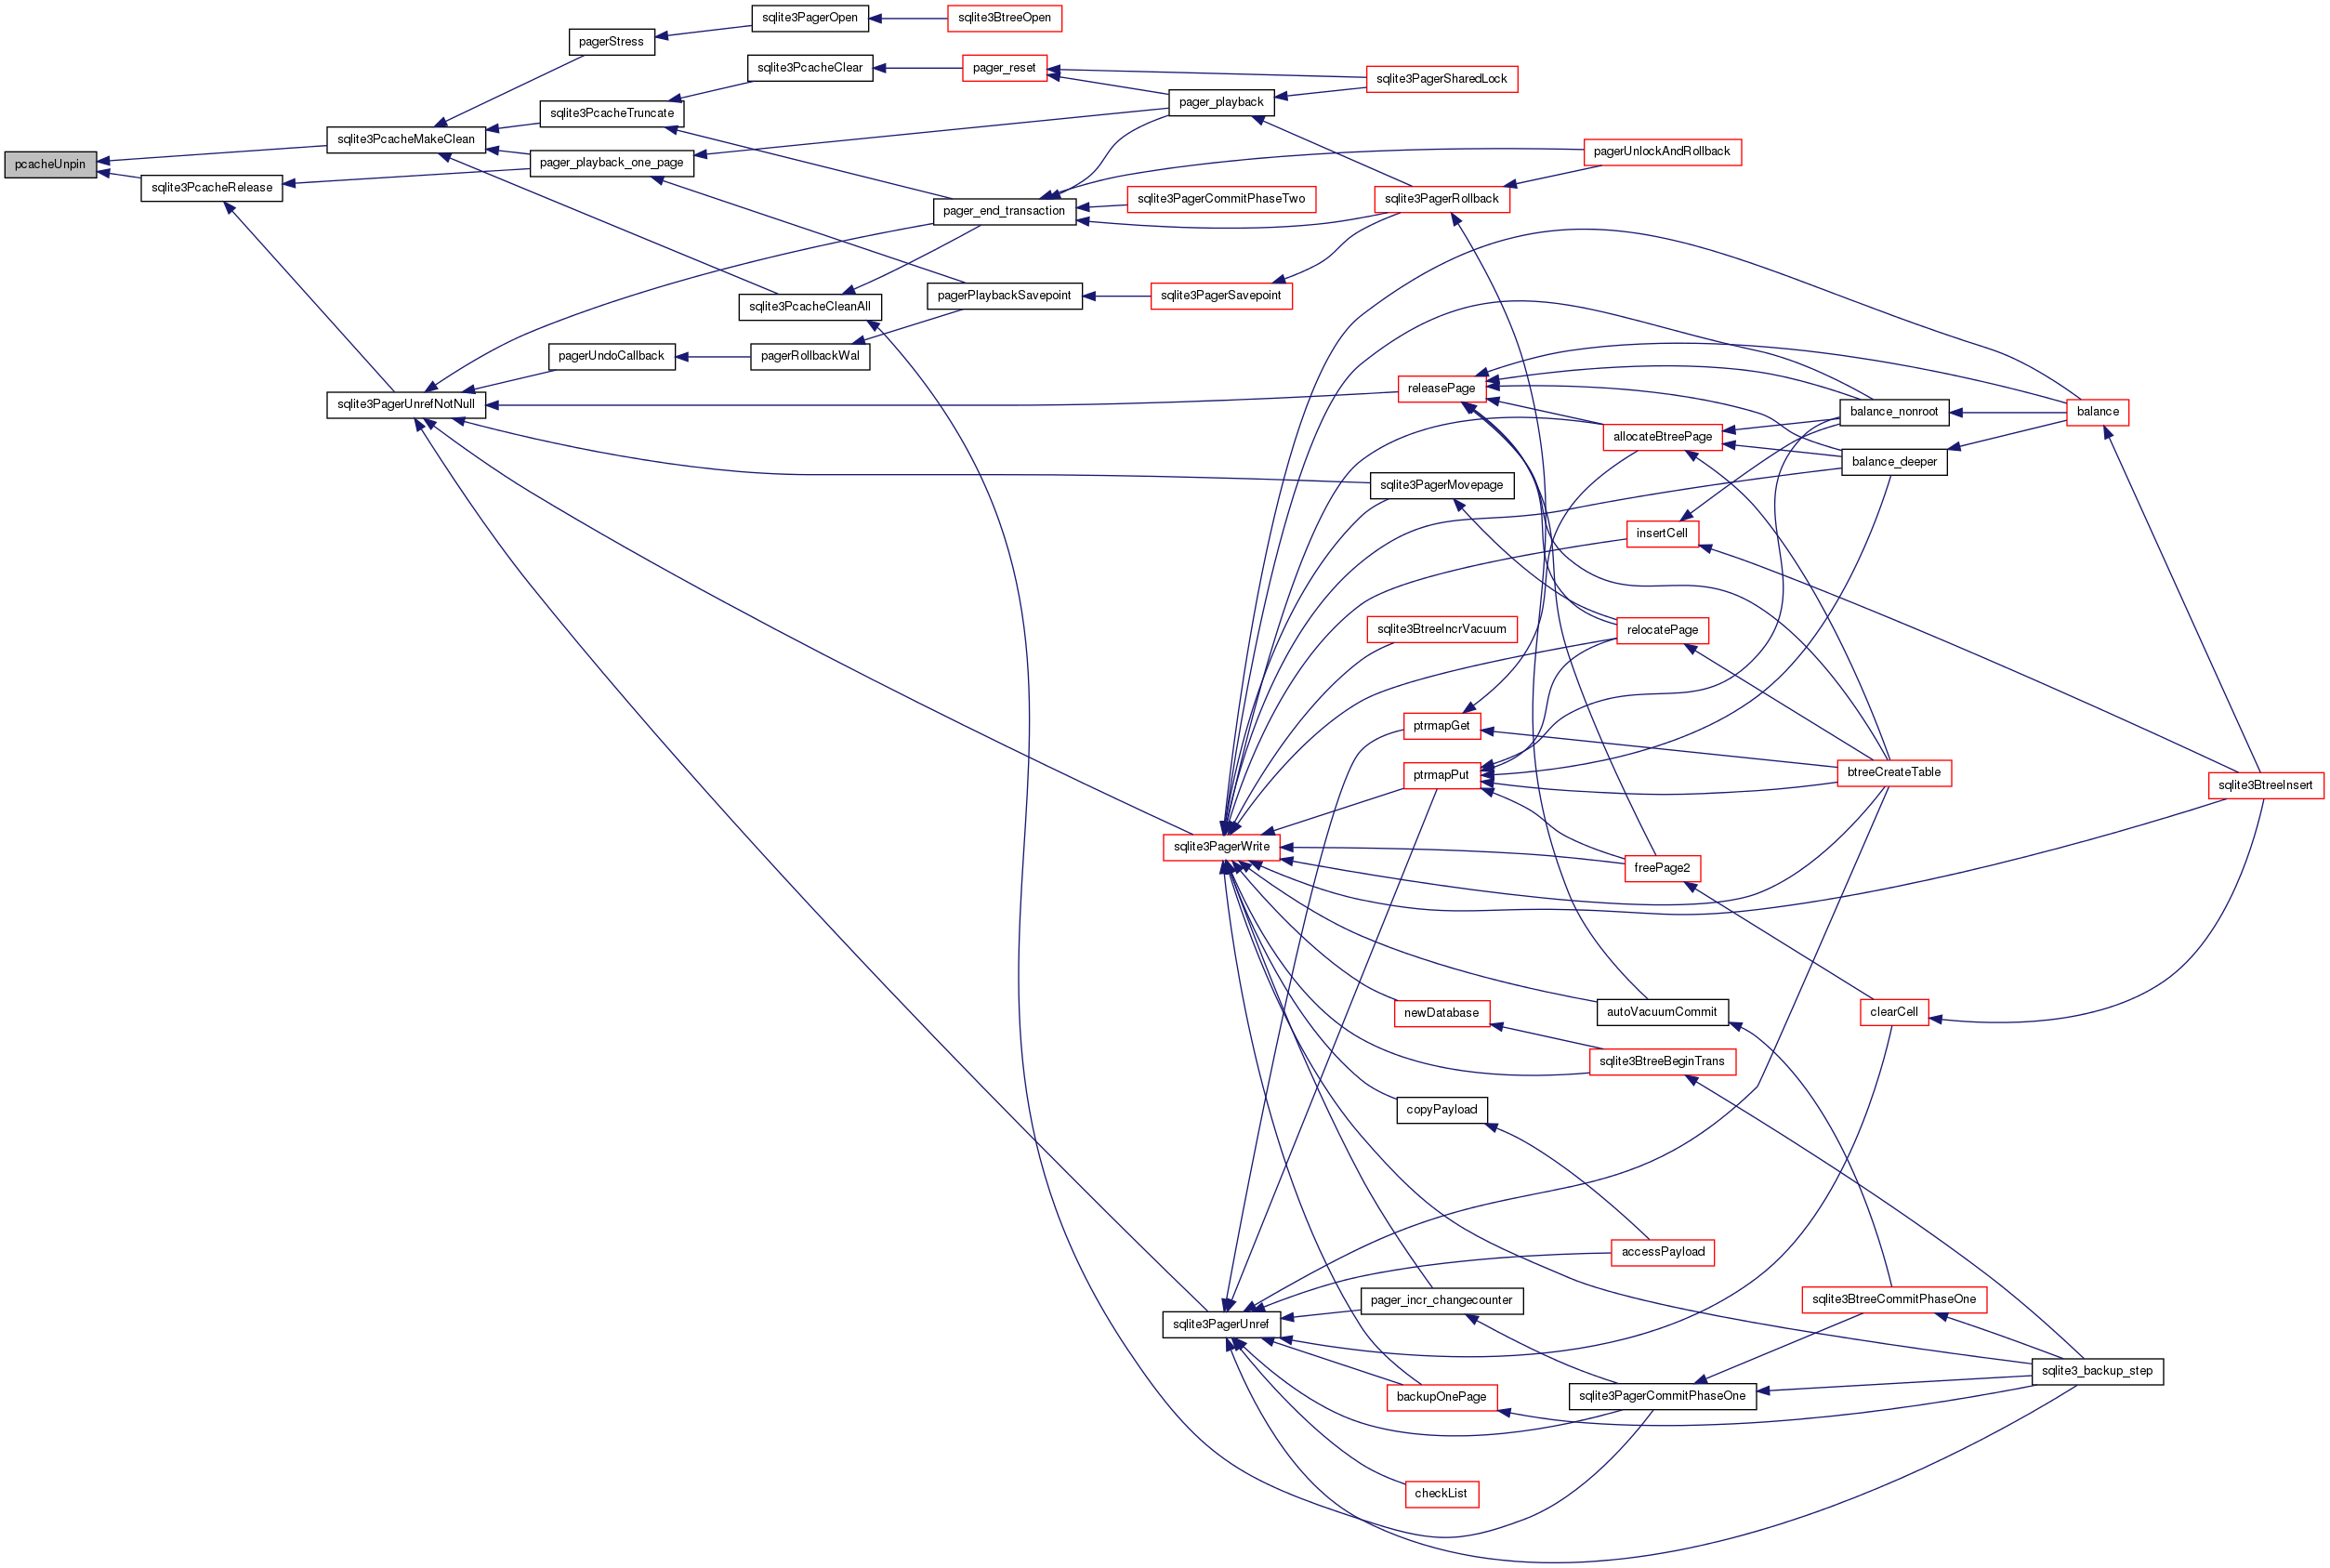 sqlite3PagerOpen
sqlite3BtreeOpen
pagerStress
sqlite3PcacheClear
pager_reset
sqlite3PagerSharedLock
pager_playback
sqlite3PcacheTruncate
sqlite3PcacheMakeClean
pagerUnlockAndRollback
pcacheUnpin
pager_playback_one_page
sqlite3PcacheRelease
sqlite3PagerCommitPhaseTwo
sqlite3PagerRollback
pager_end_transaction
pagerPlaybackSavepoint
sqlite3PagerSavepoint
sqlite3PcacheCleanAll
pagerUndoCallback
pagerRollbackWal
releasePage
sqlite3PagerUnrefNotNull
balance_nonroot
balance
allocateBtreePage
balance_deeper
sqlite3PagerMovepage
insertCell
sqlite3BtreeIncrVacuum
relocatePage
ptrmapGet
ptrmapPut
btreeCreateTable
sqlite3BtreeInsert
sqlite3PagerWrite
freePage2
newDatabase
autoVacuumCommit
clearCell
sqlite3BtreeBeginTrans
copyPayload
accessPayload
pager_incr_changecounter
sqlite3BtreeCommitPhaseOne
sqlite3PagerUnref
sqlite3_backup_step
backupOnePage
sqlite3PagerCommitPhaseOne
checkList